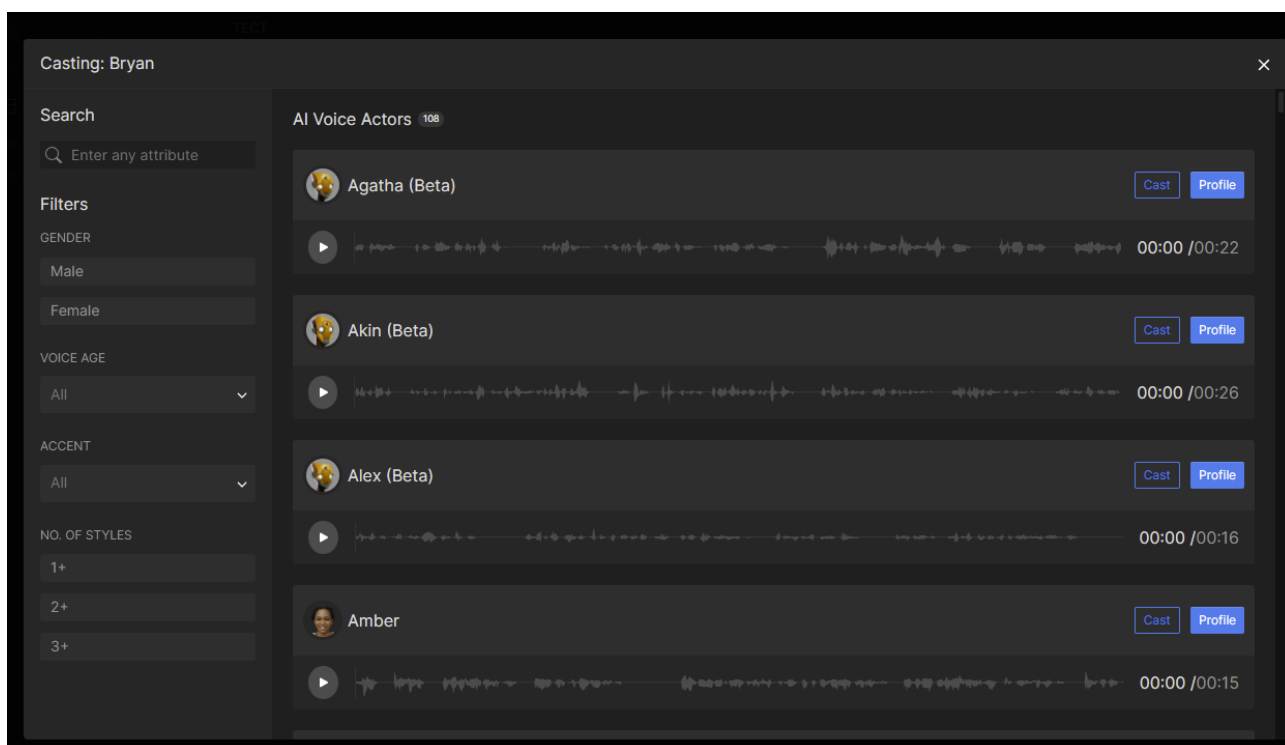 ТЕСТ
Casting: Bryan
Search
Enter any attribute
Filters
GENDER
Male
Female
VOICE AGE
All
ACCENT
All
NO. OF STYLES
1+
2+
3+
AI Voice Actors 108
Agatha (Beta) Cast Profile
00:00 /00:22
Akin (Beta) Cast Profile
00:00 /00:26
Alex (Beta) Cast Profile
00:00 /00:16
Amber Cast Profile
00:00 /00:15